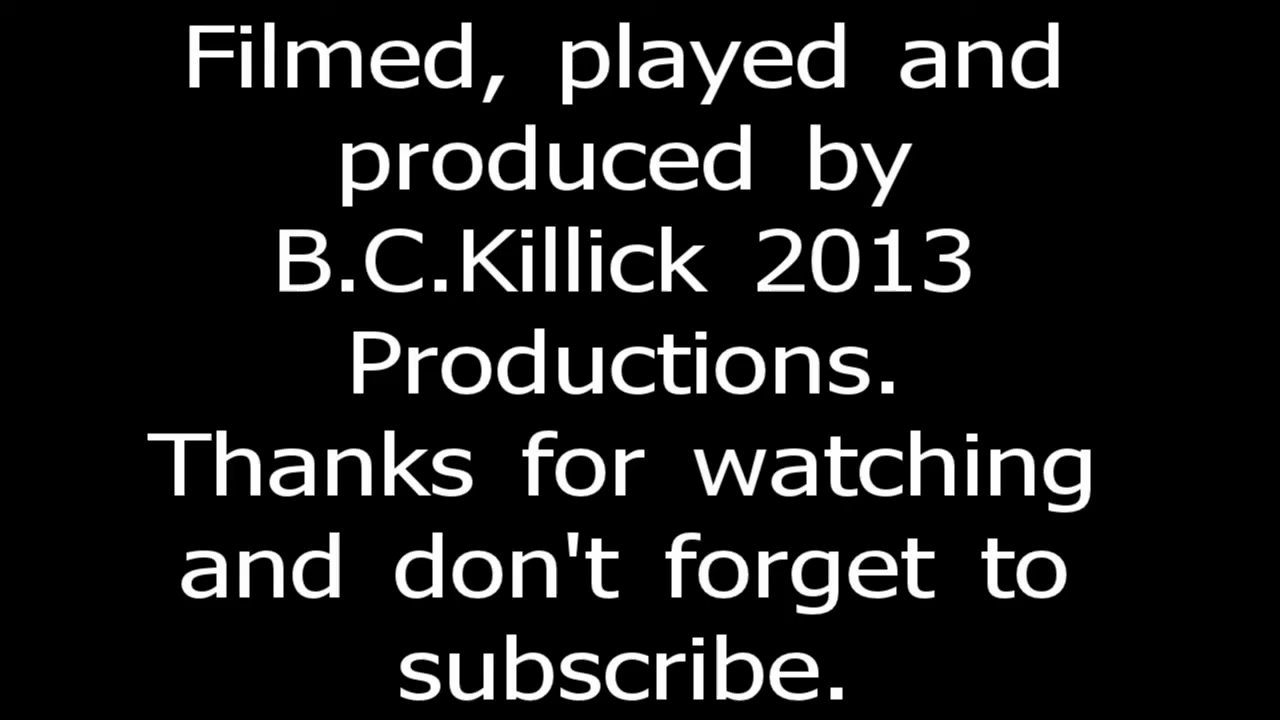 Filmed, played and
produced by
B.C.Killick 2013
Productions.
Thanks for watching
and don't forget to
subscribe.